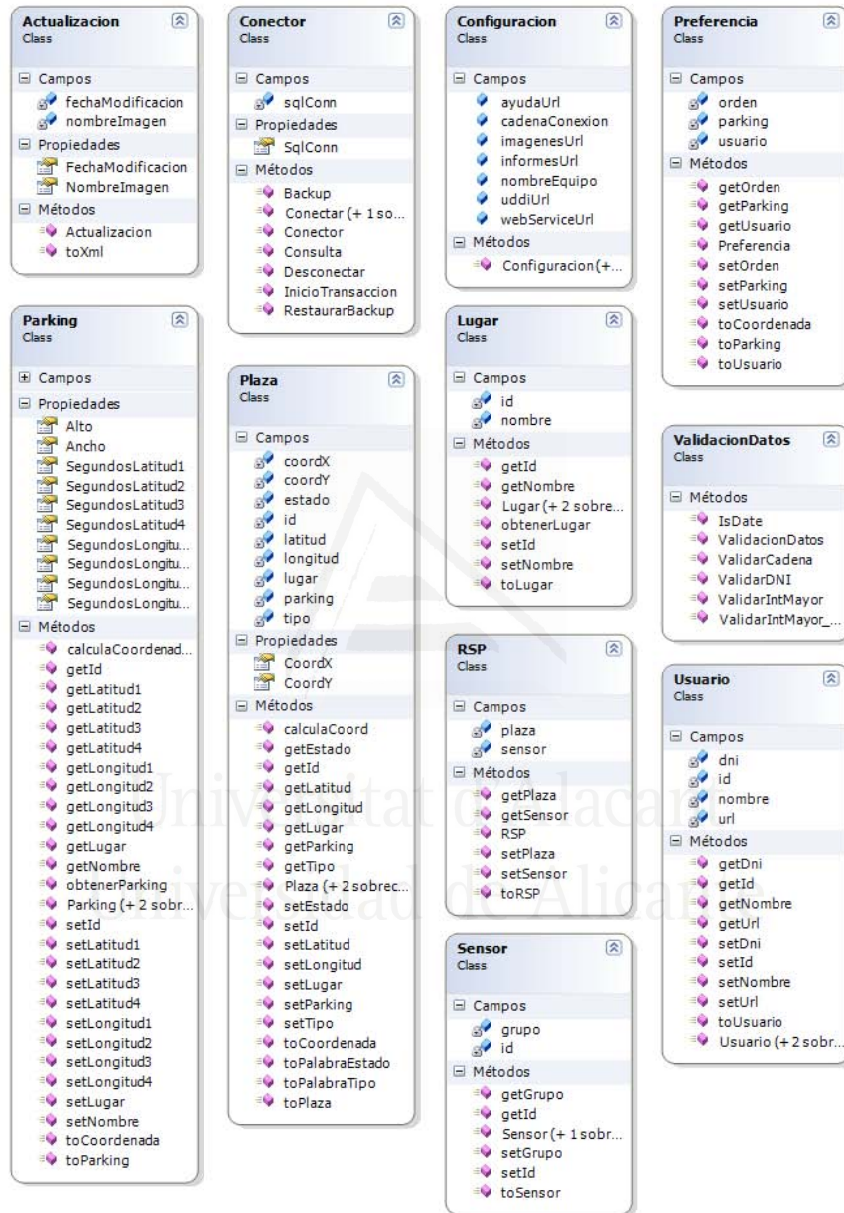 Actualizacion
Class
Campos
fechaModificacion
nombreImagen
Propiedades
FechaModificacion
NombreImagen
Métodos
Actualizacion
toXml
Parking
Class
Campos
Propiedades
Alto
Ancho
SegundosLatitud1
SegundosLatitud2
SegundosLatitud3
SegundosLatitud4
SegundosLongitu...
SegundosLongitu...
SegundosLongitu...
SegundosLongitu...
Métodos
calculaCoordenad...
getId
getLatitud1
getLatitud2
getLatitud3
getLatitud4
getLongitud1
getLongitud2
getLongitud3
getLongitud4
getLugar
getNombre
obtenerParking
Parking (+ 2 sobr...
setId
setLatitud1
setLatitud2
setLatitud3
setLatitud4
setLongitud1
setLongitud2
setLongitud3
setLongitud4
setLugar
setNombre
toCoordenada
toParking
Conector
Class
Campos
sqlConn
Propiedades
SqlConn
Métodos
Backup
Conectar (+ 1 so...
Conector
Consulta
Desconectar
InicioTransaccion
RestaurarBackup
Plaza
Class
Campos
coordX
coordY
estado
id
latitud
longitud
lugar
parking
tipo
Propiedades
CoordX
CoordY
Métodos
calculaCoord
getEstado
getId
getLatitud
getLongitud
getLugar
getParking
getTipo
Plaza (+ 2 sobrec...
setEstado
setId
setLatitud
setLongitud
setLugar
setParking
setTipo
toCoordenada
toPalabraEstado
toPalabraTipo
toPlaza
Configuracion
Class
Campos
ayudaUrl
cadenaConexion
imagenesUrl
informesUrl
nombreEquipo
uddiUrl
webServiceUrl
Métodos
Configuracion (+...
Lugar
Class
Campos
id
nombre
Métodos
getId
getNombre
Lugar (+ 2 sobre...
obtenerLugar
setId
setNombre
toLugar
RSP
Class
Campos
plaza
sensor
Métodos
getPlaza
getSensor
RSP
setPlaza
setSensor
toRSP
Sensor
Class
Campos
grupo
id
Métodos
getGrupo
getId
Sensor (+ 1 sobr...
setGrupo
setId
toSensor
Preferencia
Class
Campos
orden
parking
usuario
Métodos
getOrden
getParking
getUsuario
Preferencia
setOrden
setParking
setUsuario
toCoordenada
toParking
toUsuario
ValidacionDatos
Class
Métodos
IsDate
ValidacionDatos
ValidarCadena
ValidarDNI
ValidarIntMayor
ValidarIntMayor_...
Usuario
Class
Campos
dni
id
nombre
url
Métodos
getDni
getId
getNombre
getUrl
setDni
setId
setNombre
setUrl
toUsuario
Usuario (+ 2 sobr...
Universitat d'Alacant
Universidad de Alicante